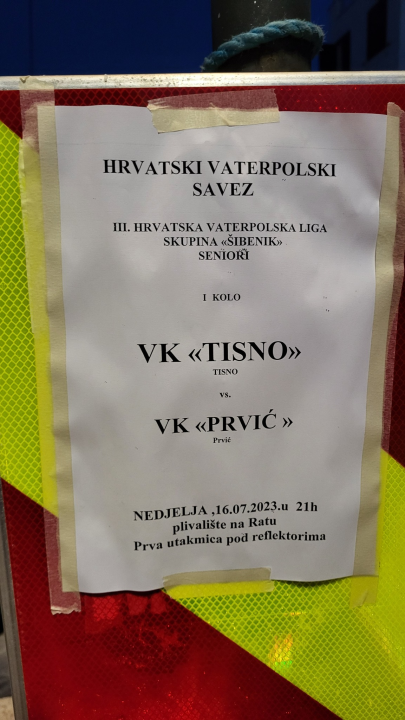 HRVATSKI VATERPOLSKI
SAVEZ
III. HRVATSKA VATERPOLSKA LIGA
SKUPINA «ŠIBENIK»
SENIORI
I KOLO
VK «TISNO»
TISNO
vs.
VK «PRVIĆ »
Prvić
NEDJELJA ,16.07.2023.u 21h
plivalište na Ratu
Prva utakmica pod reflektorima